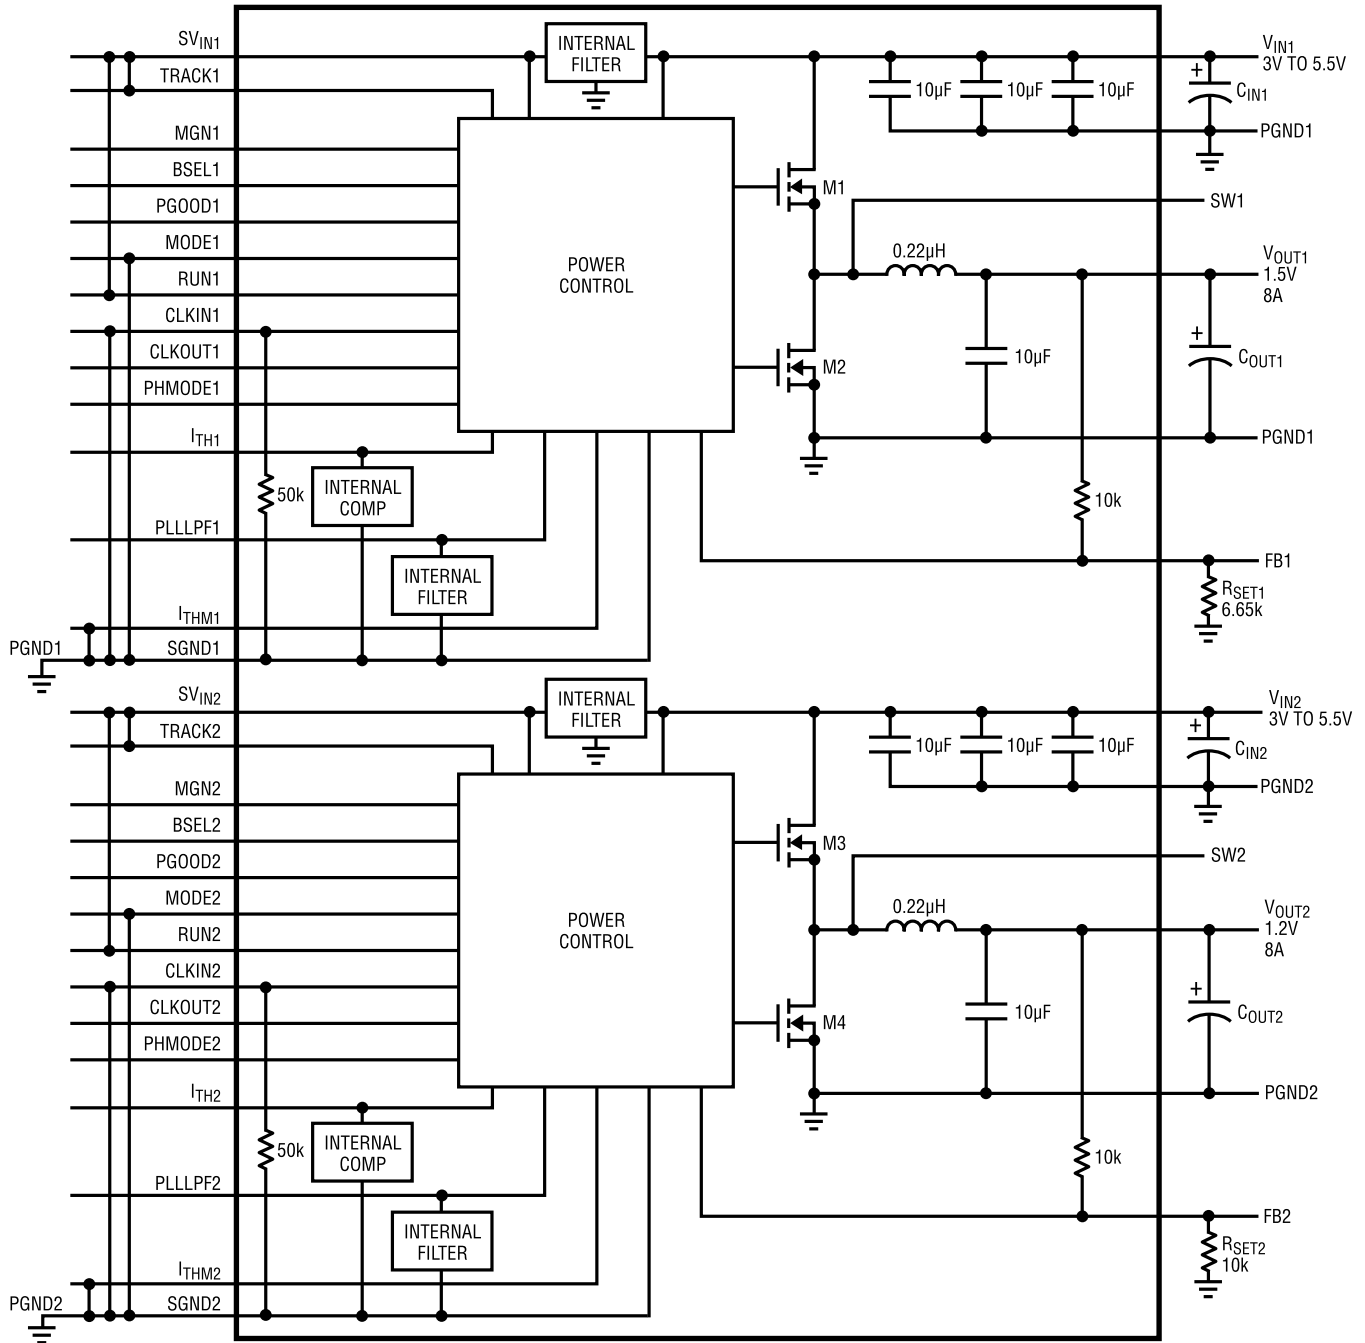 SVIN1
TRACK1
MGN1
BSEL1
PGOOD1
MODE1
RUN1
CLKIN1
CLKOUT1
PHMODE1
ITH1
PLLLPF1
ITHM1
PGND1
SGND1
INTERNAL
FILTER
POWER
CONTROL
50k
INTERNAL
COMP
INTERNAL
FILTER
M1
M2
10µF
10µF
10µF
+
CIN1
VIN1
3V TO 5.5V
PGND1
SW1
0.22µH
VOUT1
1.5V
8A
10µF
+
COUT1
PGND1
10k
FB1
RSET1
6.65k
SVIN2
TRACK2
MGN2
BSEL2
PGOOD2
MODE2
RUN2
CLKIN2
CLKOUT2
PHMODE2
ITH2
PLLLPF2
ITHM2
PGND2
SGND2
INTERNAL
FILTER
POWER
CONTROL
50k
INTERNAL
COMP
INTERNAL
FILTER
M3
M4
10µF
10µF
10µF
+
CIN2
VIN2
3V TO 5.5V
PGND2
SW2
0.22µH
VOUT2
1.2V
8A
10µF
+
COUT2
PGND2
10k
FB2
RSET2
10k